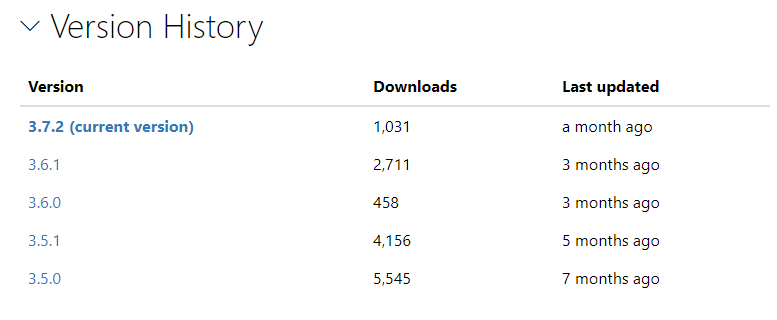 Version History
Version Downloads Last updated
3.7.2 (current version) 1,031 a month ago
3.6.1 2,711 3 months ago
3.6.0 458 3 months ago
3.5.1 4,156 5 months ago
3.5.0 5,545 7 months ago